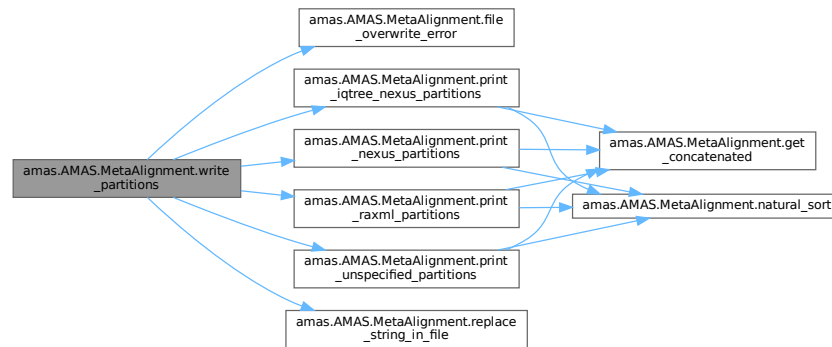 amas.AMAS.MetaAlignment.file
_overwrite_error
amas.AMAS.MetaAlignment.print
_iqtree_nexus_partitions
amas.AMAS.MetaAlignment.print
_nexus_partitions
amas.AMAS.MetaAlignment.get
_concatenated
amas.AMAS.MetaAlignment.write
_partitions
amas.AMAS.MetaAlignment.print
_raxml_partitions
amas.AMAS.MetaAlignment.natural_sort
amas.AMAS.MetaAlignment.print
_unspecified_partitions
amas.AMAS.MetaAlignment.replace
_string_in_file